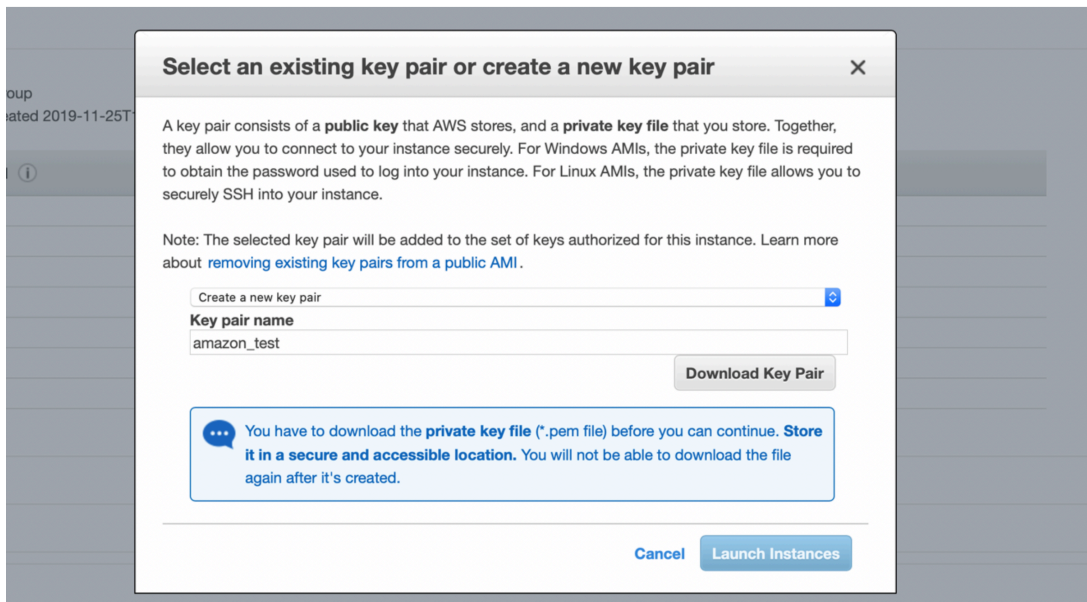 Select an existing key pair or create a new key pair
oup
eated 2019-11-25T
A key pair consists of a public key that AWS stores, and a private key file that you store. Together,
they allow you to connect to your instance securely. For Windows AMIs, the private key file is required
to obtain the password used to log into your instance. For Linux AMIs, the private key file allows you to
securely SSH into your instance.
Note: The selected key pair will be added to the set of keys authorized for this instance. Learn more
about removing existing key pairs from a public AMI.
Create a new key pair
Key pair name
amazon_test
Download Key Pair
You have to download the private key file (*.pem file) before you can continue. Store
it in a secure and accessible location. You will not be able to download the file
again after it's created.
Cancel Launch Instances